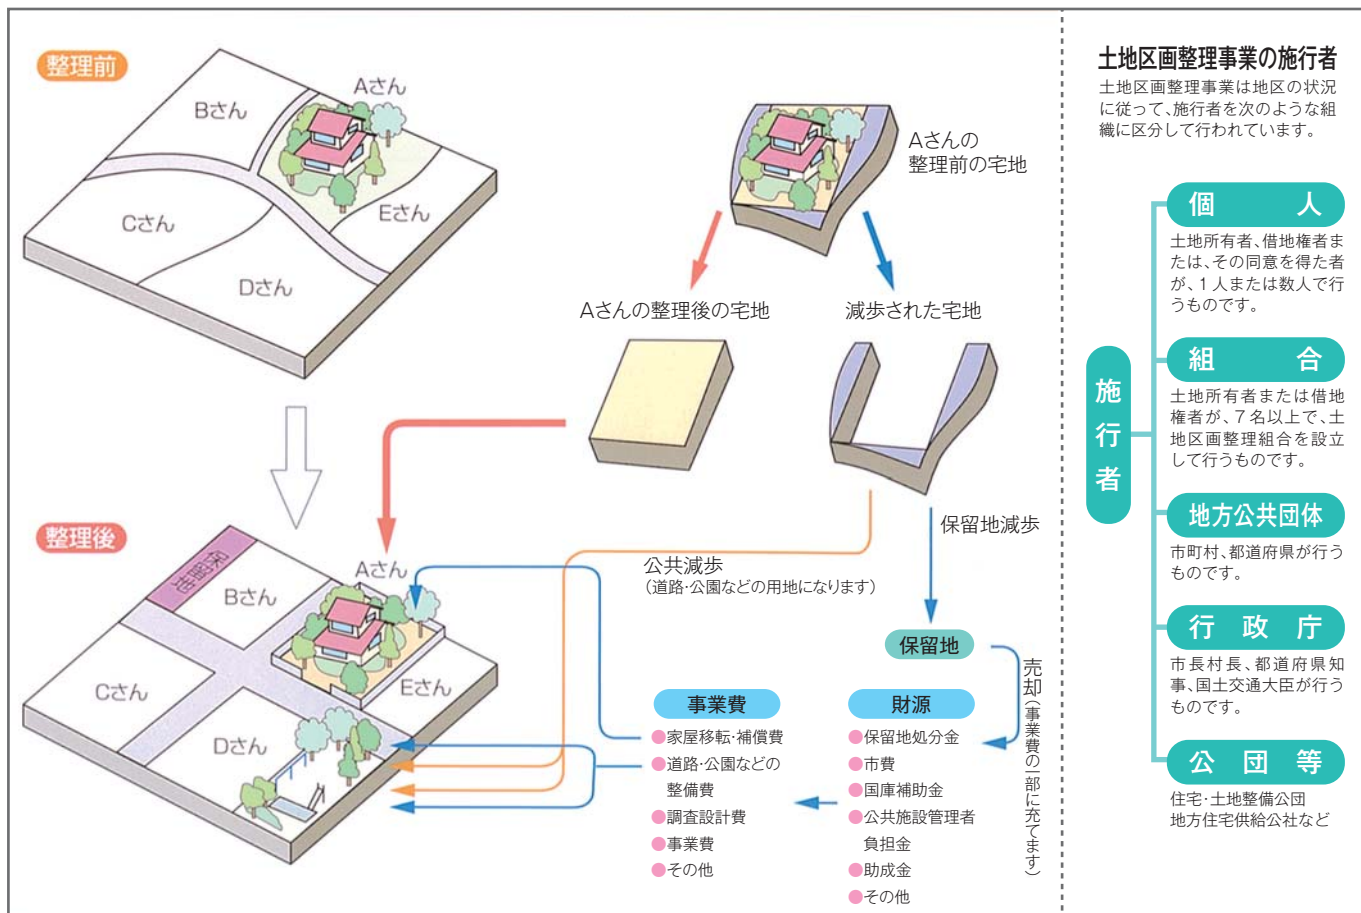 整理前
Aさん
Bさん
Cさん
Eさん
Dさん
Aさんの
整理前の宅地
Aさんの整理後の宅地
減歩された宅地
整理後
保留地
Aさん
Bさん
Cさん
Eさん
Dさん
公共減歩
(道路・公園などの用地になります)
保留地減歩
保留地
売却(事業費の一部に充てます)
事業費
●家屋移転・補償費
●道路・公園などの
整備費
●調査設計費
●事業費
●その他
財源
●保留地処分金
●市費
●国庫補助金
●公共施設管理者
負担金
●助成金
●その他
土地区画整理事業の施行者
土地区画整理事業は地区の状況
に従って、施行者を次のような組
織に区分して行われています。
施行者
個人
土地所有者、借地権者ま
たは、その同意を得た者
が、1人または数人で行
うものです。
組合
土地所有者または借地
権者が、7名以上で、土
地区画整理組合を設立
して行うものです。
地方公共団体
市町村、都道府県が行う
ものです。
行政庁
市長村長、都道府県知
事、国土交通大臣が行う
ものです。
公団等
住宅・土地整備公団
地方住宅供給公社など